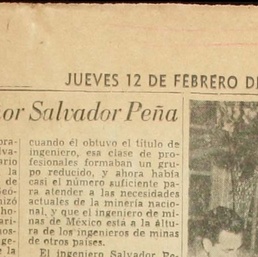 JUEVES 12 DE FEBRERO DE
or Salvador Peña
cuando él obtuvo el título de
ingeniero, esa clase de pro-
fesionales formaban un gru-
po reducido, y ahora había
casi el número suficiente pa-
ra atender a las necesidades
actuales de la minería nacio-
nal, y que el ingeniero de mi-
nas de México está a la áltu-
ra de los ingenieros de minas
de otros países.
El ingeniero Salvador Pe-